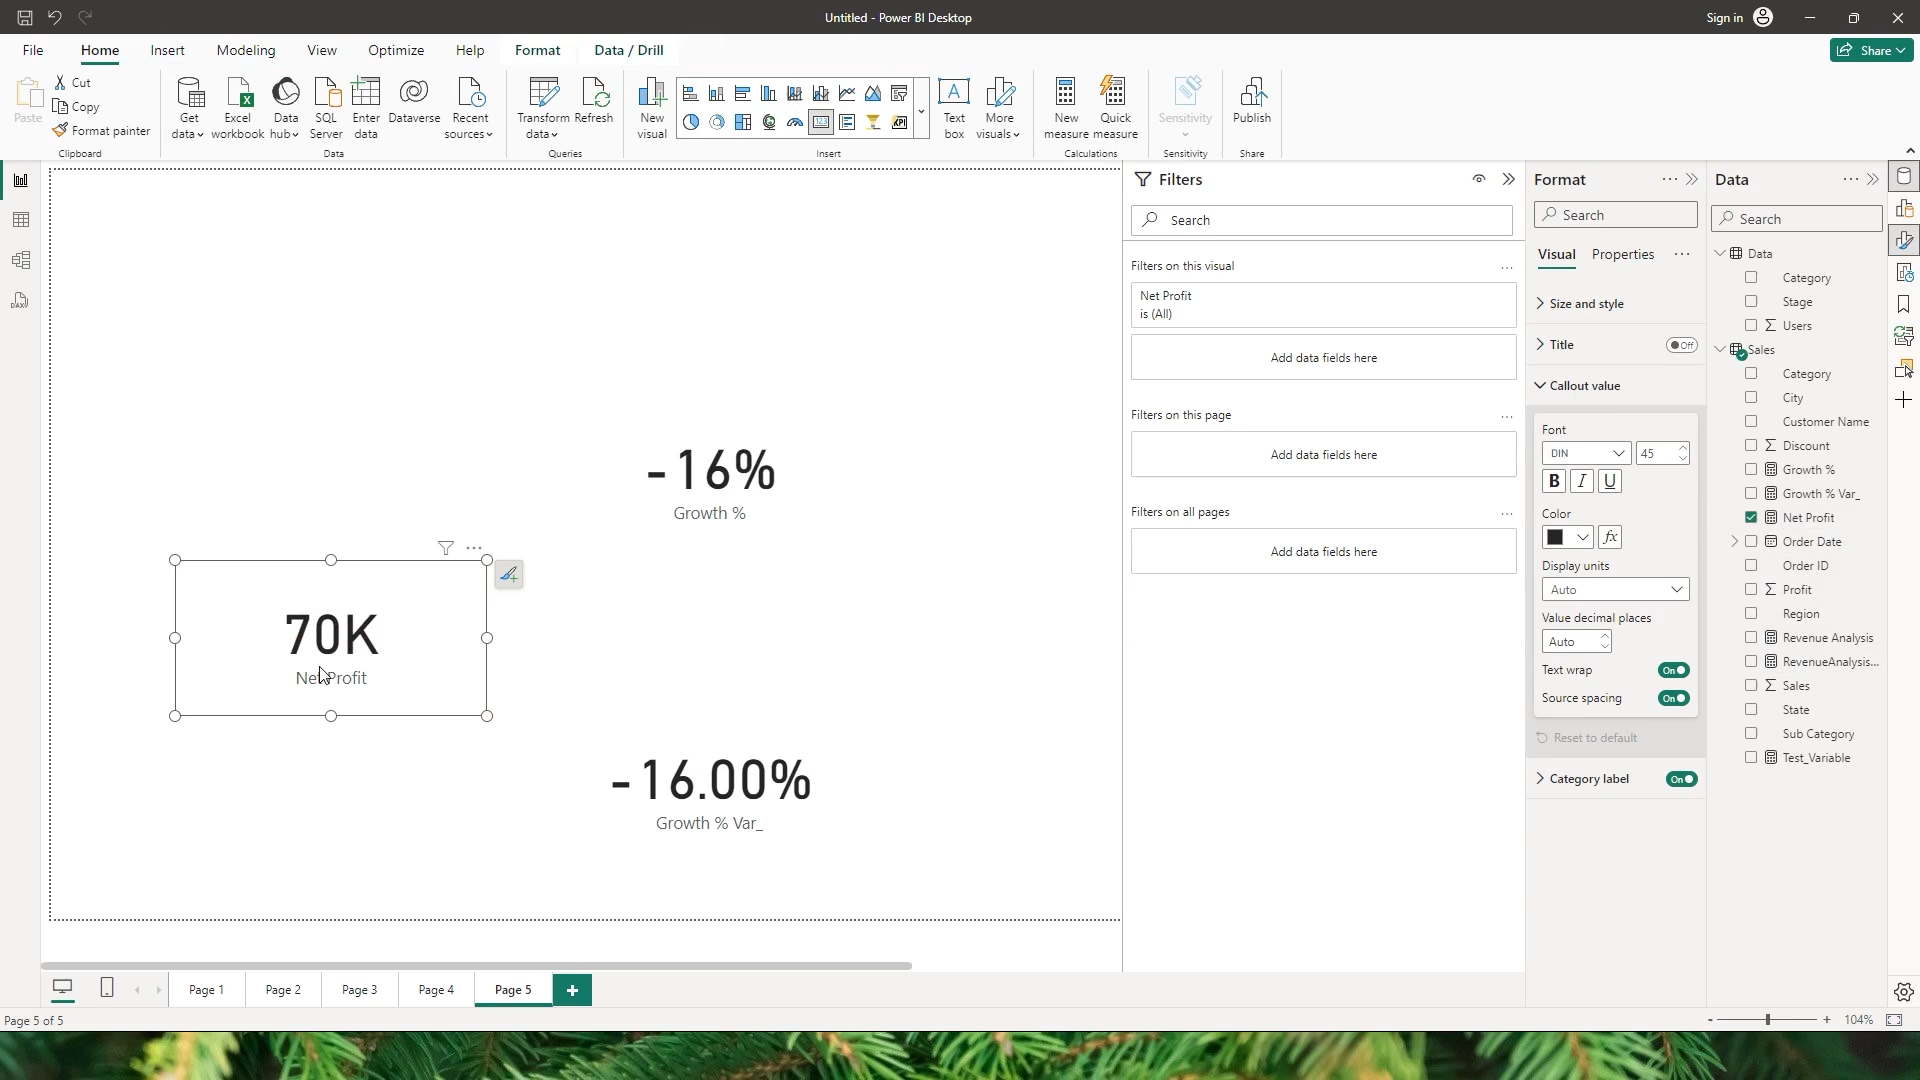 Untitled - Power BI Desktop
Sign in
File
Home
Insert
Modeling
View
Optimize
Help
Format
Data / Drill
Share
Paste
Cut
Copy
Format painter
Clipboard
Get data
Excel workbook
Data hub
SQL Server
Enter data
Dataverse
Recent sources
Data
Transform data
Refresh
Queries
New visual
Text box
More visuals
Insert
New measure
Quick measure
Calculations
Sensitivity
Sensitivity
Publish
Share
-16%
Growth %
70K
Net Profit
-16.00%
Growth % Var_
Filters
Search
Filters on this visual
Net Profit
is (All)
Add data fields here
Filters on this page
Add data fields here
Filters on all pages
Add data fields here
Format
Search
Visual
Properties
Size and style
Title
Off
Callout value
Font
DIN
45
B I U
Color
fx
Display units
Auto
Value decimal places
Auto
Text wrap
On
Source spacing
On
Reset to default
Category label
On
Data
Search
Data
Category
Stage
Users
Sales
Category
City
Customer Name
Discount
Growth %
Growth % Var_
Net Profit
Order Date
Order ID
Profit
Region
Revenue Analysis
RevenueAnalysis...
Sales
State
Sub Category
Test_Variable
Page 1
Page 2
Page 3
Page 4
Page 5
Page 5 of 5
104%